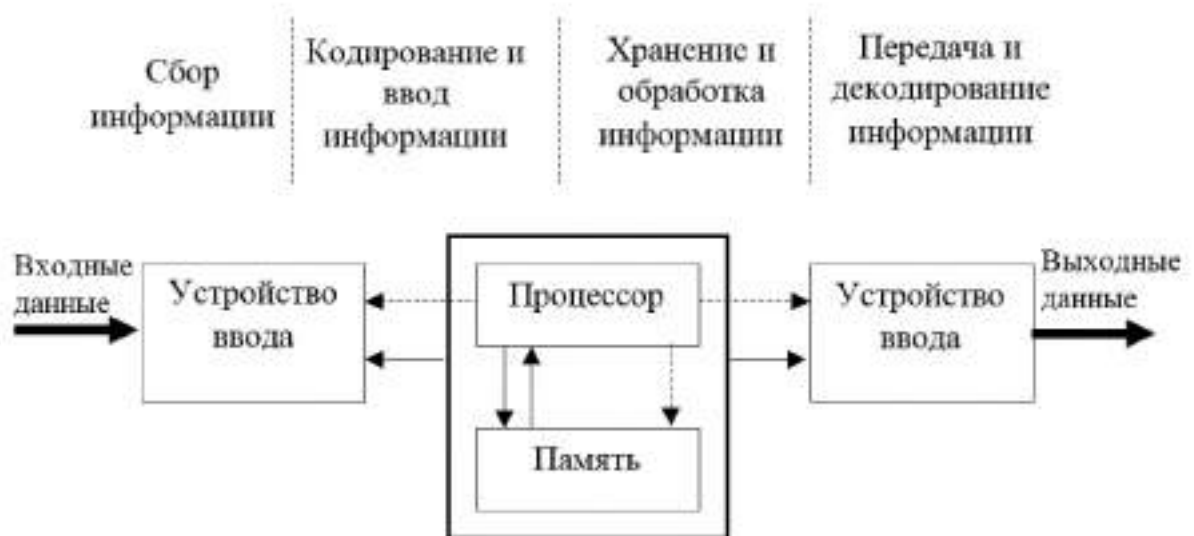 Сбор
информации
Кодирование и
ввод
информации
Хранение и
обработка
информации
Передача и
декодирование
информации
Входные
данные
Устройство
ввода
Процессор
Память
Устройство
ввода
Выходные
данные